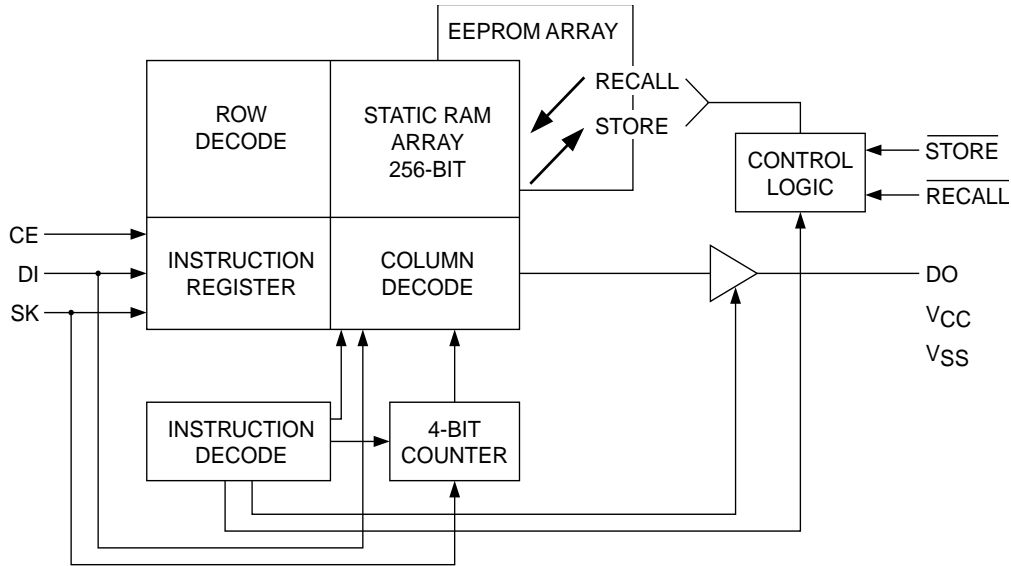 EEPROM ARRAY
ROW
DECODE
STATIC RAM
ARRAY
256-BIT
RECALL
STORE
CONTROL
LOGIC
STORE
RECALL
CE
DI
SK
INSTRUCTION
REGISTER
COLUMN
DECODE
DO
VCC
VSS
INSTRUCTION
DECODE
4-BIT
COUNTER